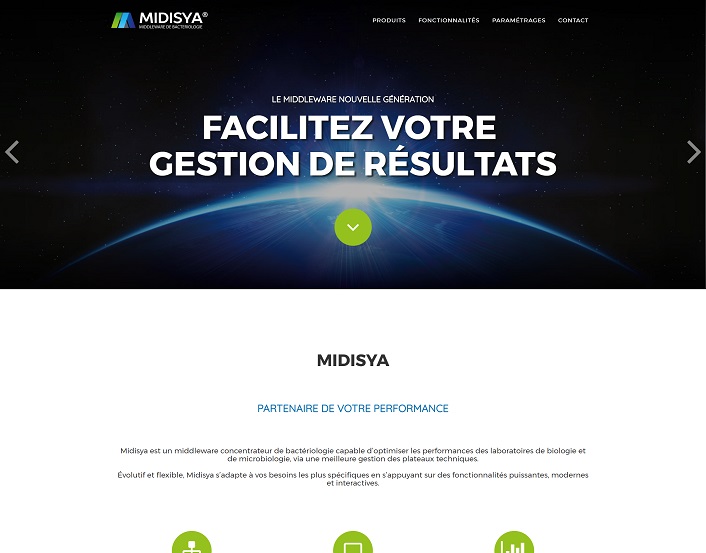 MIDISYA®
MIDDLEWARE DE BACTÉRIOLOGIE
PRODUITS FONCTIONNALITÉS PARAMÉTRAGES CONTACT
LE MIDDLEWARE NOUVELLE GÉNÉRATION
FACILITEZ VOTRE
GESTION DE RÉSULTATS
MIDISYA
PARTENAIRE DE VOTRE PERFORMANCE
Midisya est un middleware concentrateur de bactériologie capable d'optimiser les performances des laboratoires de biologie et
de microbiologie, via une meilleure gestion des plateaux techniques.
Évolutif et flexible, Midisya s'adapte à vos besoins les plus spécifiques en s'appuyant sur des fonctionnalités puissantes, modernes
et interactives.